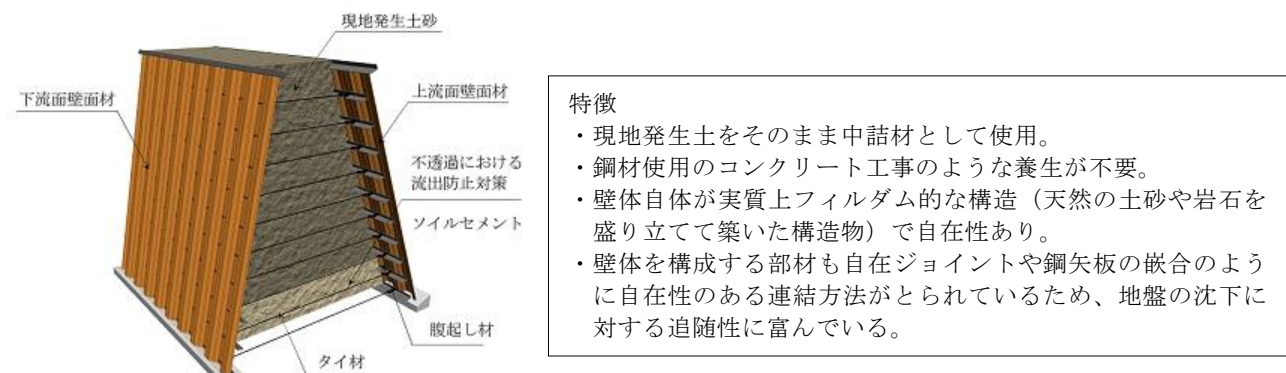 現地発生土砂
下流面壁面材
上流面壁面材
不透過における
流出防止対策
ソイルセメント
腹起し材
タイ材
特徴
・現地発生土をそのまま中詰材として使用。
・鋼材使用のコンクリート工事のような養生が不要。
・壁体自体が実質上フィルダム的な構造（天然の土砂や岩石を
盛り立てて築いた構造物）で自在性あり。
・壁体を構成する部材も自在ジョイントや鋼矢板の嵌合のよう
に自在性のある連結方法がとられているため、地盤の沈下に
対する追随性に富んでいる。